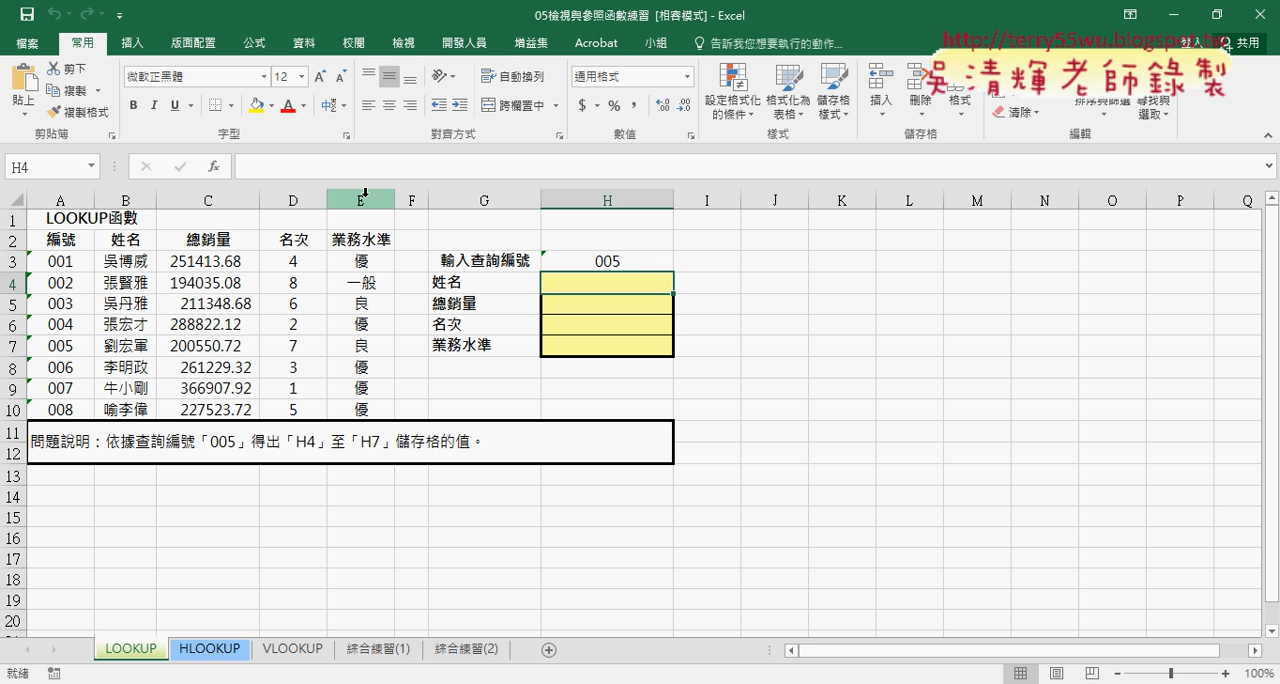 05檢視與參照函數練習 [相容模式] - Excel
檔案 常用 插入 版面配置 公式 資料 校閱 檢視 開發人員 增益集 Acrobat 小組 告訴我您想要執行的動作... 登入 共用
http://terry55wu.blogspot.tw
吳清輝老師錄製
貼上 剪下 複製 複製格式 剪貼簿
微軟正黑體 12 B I U 字型
自動換列 跨欄置中 對齊方式
通用格式 $ % , 數值
設定格式化的條件 格式化為表格 儲存格樣式 樣式
插入 刪除 格式 儲存格
清除 排序與篩選 尋找與選取 編輯
H4 fx
A B C D E F G H I J K L M N O P Q
1 LOOKUP函數
2 編號 姓名 總銷量 名次 業務水準
3 001 吳博威 251413.68 4 優 輸入查詢編號 005
4 002 張賢雅 194035.08 8 一般 姓名
5 003 吳丹雅 211348.68 6 良 總銷量
6 004 張宏才 288822.12 2 優 名次
7 005 劉宏軍 200550.72 7 良 業務水準
8 006 李明政 261229.32 3 優
9 007 牛小剛 366907.92 1 優
10 008 喻李偉 227523.72 5 優
11
問題說明：依據查詢編號「005」得出「H4」至「H7」儲存格的值。
12
13
14
15
16
17
18
19
20
LOOKUP HLOOKUP VLOOKUP 綜合練習(1) 綜合練習(2)
就緒 100%